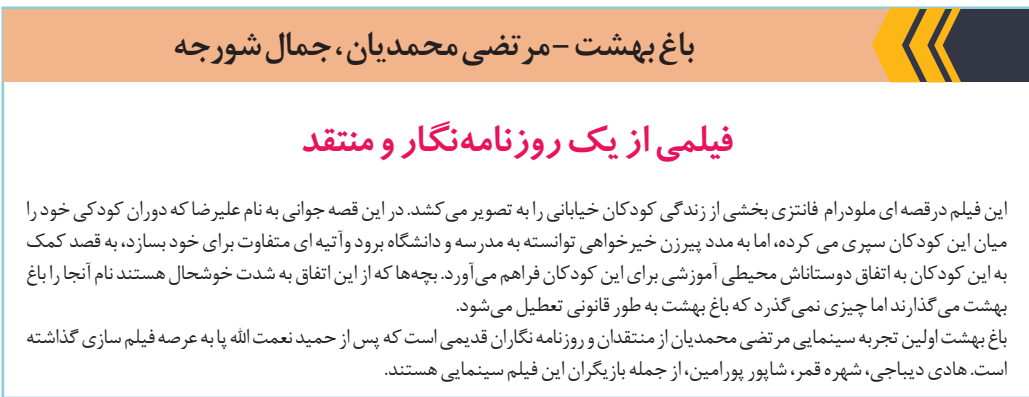 باغ بهشت – مرتضی محمدیان، جمال شورجه
فیلمی از یک روزنامه‌نگار و منتقد
این فیلم درقصه ای ملودرام فانتزی بخشی از زندگی کودکان خیابانی را به تصویر می‌کشد. در این قصه جوانی به نام علیرضا که دوران کودکی خود را
میان این کودکان سپری می کرده، اما به مدد پیرزن خیرخواهی توانسته به مدرسه و دانشگاه برود وآتیه ای متفاوت برای خود بسازد، به قصد کمک
به این کودکان به اتفاق دوستانش محیطی آموزشی برای این کودکان فراهم می‌آورد. بچه‌ها که از این اتفاق به شدت خوشحال هستند نام آنجا را باغ
بهشت می‌گذارند اما چیزی نمی‌گذرد که باغ بهشت به طور قانونی تعطیل می‌شود.
باغ بهشت اولین تجربه سینمایی مرتضی محمدیان از منتقدان و روزنامه نگاران قدیمی است که پس از حمید نعمت الله پا به عرصه فیلم سازی گذاشته
است. هادی دیباجی، شهره قمر، شاپور پورامین، از جمله بازیگران این فیلم سینمایی هستند.